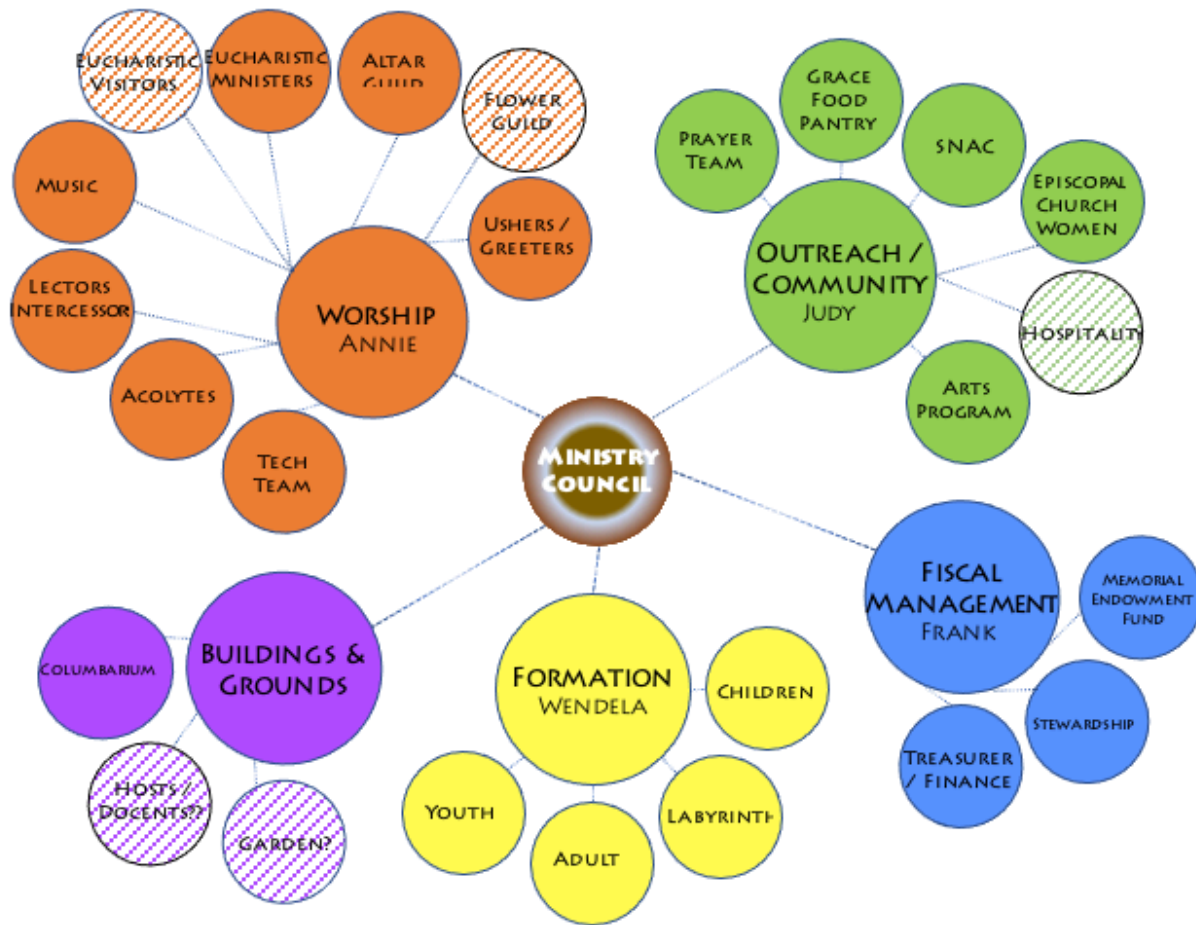 EUCHARISTIC
VISITORS
EUCHARISTIC
MINISTERS
ALTAR
GUILD
FLOWER
GUILD
MUSIC
USHERS /
GREETERS
LECTORS
INTERCESSOR
WORSHIP
ANNIE
ACOLYTES
TECH
TEAM
GRACE
FOOD
PANTRY
PRAYER
TEAM
SNAC
EPISCOPAL
CHURCH
WOMEN
OUTREACH /
COMMUNITY
JUDY
HOSPITALITY
ARTS
PROGRAM
MINISTRY
COUNCIL
FISCAL
MANAGEMENT
FRANK
MEMORIAL
ENDOWMENT
FUND
STEWARDSHIP
TREASURER
/ FINANCE
BUILDINGS &
GROUNDS
COLUMBARIUM
HOSTS /
DOCENTS??
GARDEN?
FORMATION
WENDELA
CHILDREN
YOUTH
ADULT
LABYRINTH